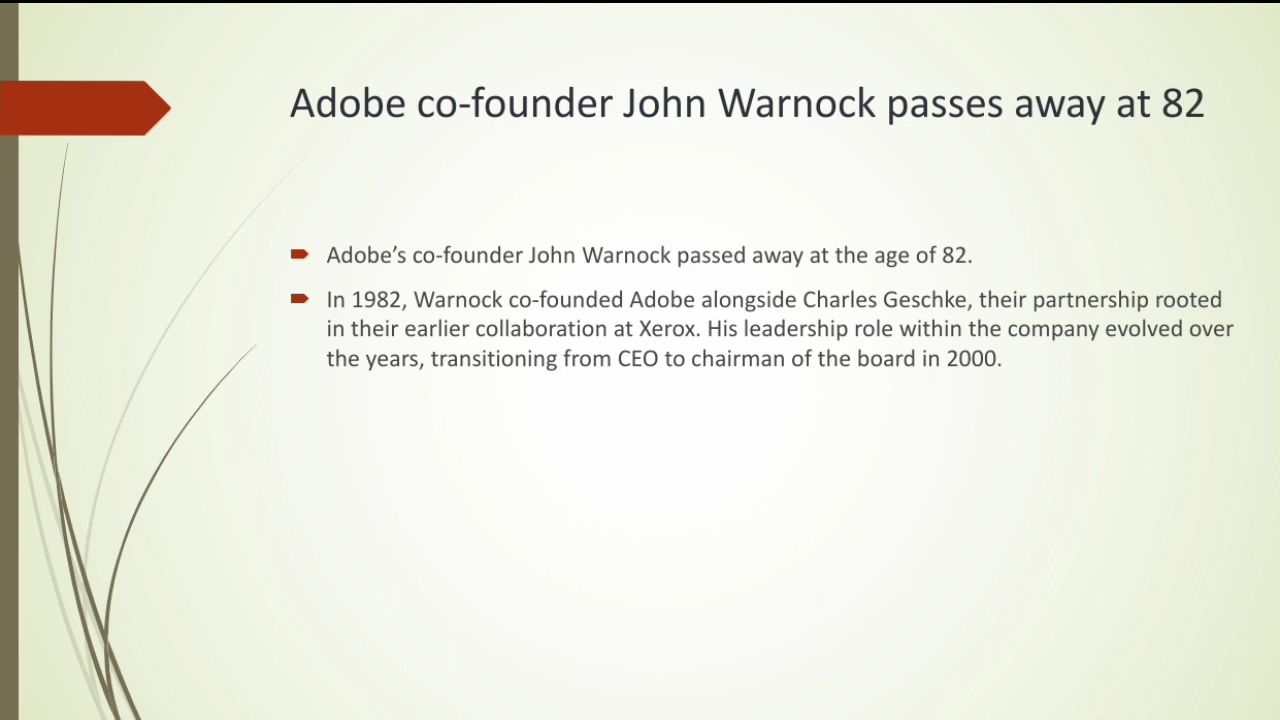 Adobe co-founder John Warnock passes away at 82
Adobe’s co-founder John Warnock passed away at the age of 82.
In 1982, Warnock co-founded Adobe alongside Charles Geschke, their partnership rooted
in their earlier collaboration at Xerox. His leadership role within the company evolved over
the years, transitioning from CEO to chairman of the board in 2000.